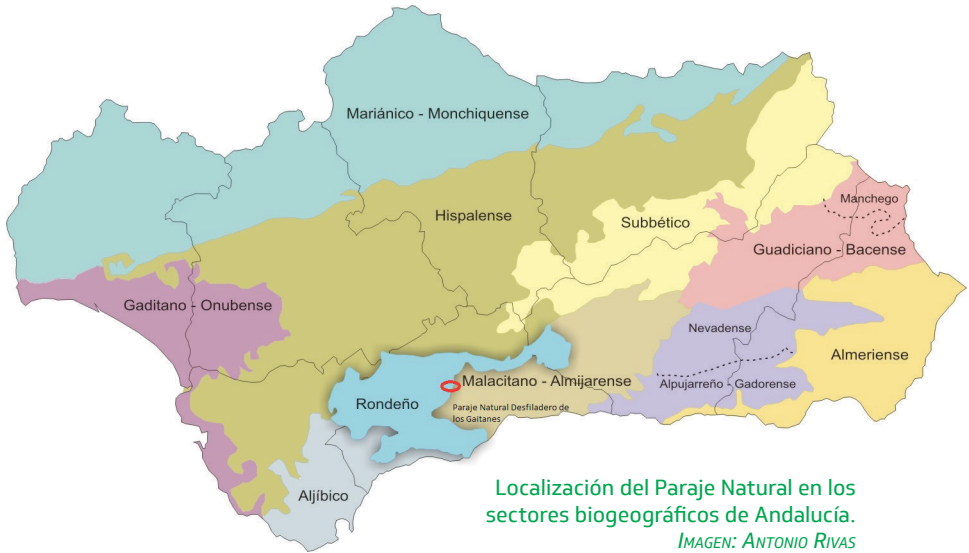 Mariánico - Monchiquense
Manchego
Hispalense
Subbético
Guadiciano - Bacense
Gaditano - Onubense
Nevadense
Almeriense
Malacitano - Almijarense
Alpujarreño - Gadorense
Rondeño
Paraje Natural Desfiladero de
los Gaitanes
Aljíbico
Localización del Paraje Natural en los
sectores biogeográficos de Andalucía.
IMAGEN: ANTONIO RIVAS